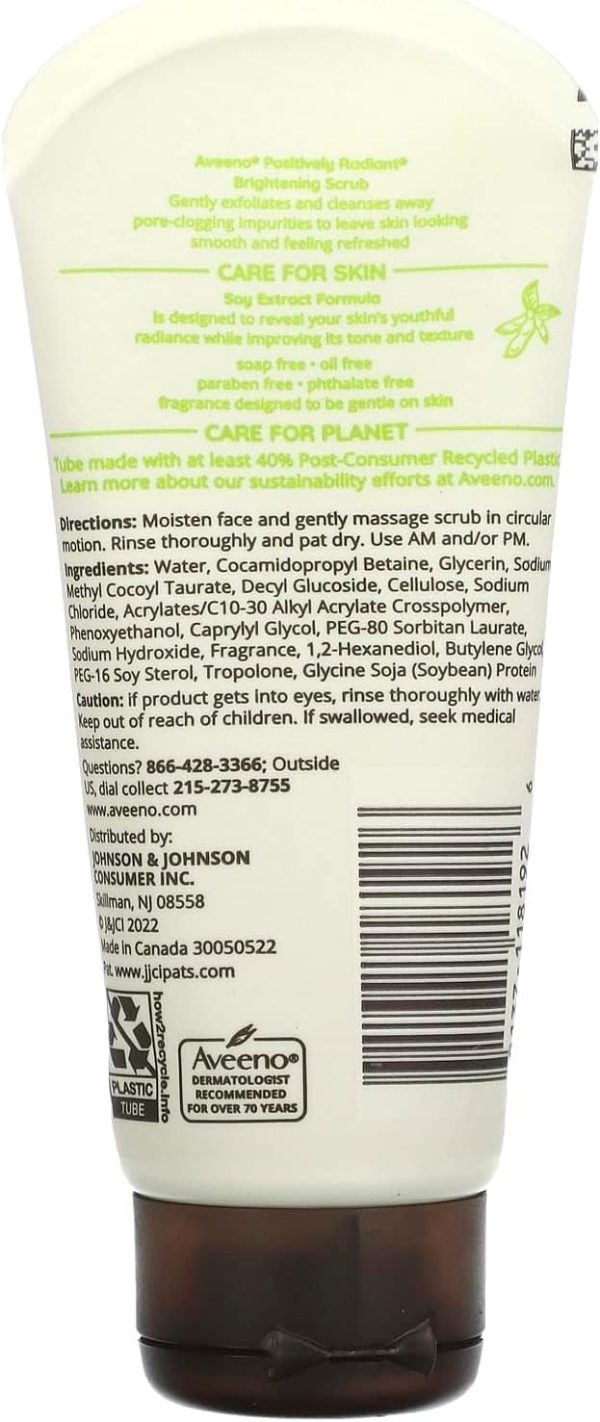 Aveeno® Positively Radiant®
Brightening Scrub
Gently exfoliates and cleanses away
pore-clogging impurities to leave skin looking
smooth and feeling refreshed
CARE FOR SKIN
Soy Extract Formula
is designed to reveal your skin's youthful
radiance while improving its tone and texture
soap free • oil free
paraben free • phthalate free
fragrance designed to be gentle on skin
CARE FOR PLANET
Tube made with at least 40% Post-Consumer Recycled Plastic
Learn more about our sustainability efforts at Aveeno.com.
Directions: Moisten face and gently massage scrub in circular
motion. Rinse thoroughly and pat dry. Use AM and/or PM.
Ingredients: Water, Cocamidopropyl Betaine, Glycerin, Sodium
Methyl Cocoyl Taurate, Decyl Glucoside, Cellulose, Sodium
Chloride, Acrylates/C10-30 Alkyl Acrylate Crosspolymer,
Phenoxyethanol, Caprylyl Glycol, PEG-80 Sorbitan Laurate,
Sodium Hydroxide, Fragrance, 1,2-Hexanediol, Butylene Glycol
PEG-16 Soy Sterol, Tropolone, Glycine Soja (Soybean) Protein
Caution: if product gets into eyes, rinse thoroughly with water
Keep out of reach of children. If swallowed, seek medical
assistance.
Questions? 866-428-3366; Outside
US, dial collect 215-273-8755
www.aveeno.com
Distributed by:
JOHNSON & JOHNSON
CONSUMER INC.
Skillman, NJ 08558
© J&JCI 2022
Made in Canada 30050522
Pat. www.jjcipats.com
how2recycle.info
PLASTIC
TUBE
Aveeno®
DERMATOLOGIST
RECOMMENDED
FOR OVER 70 YEARS
18192
6